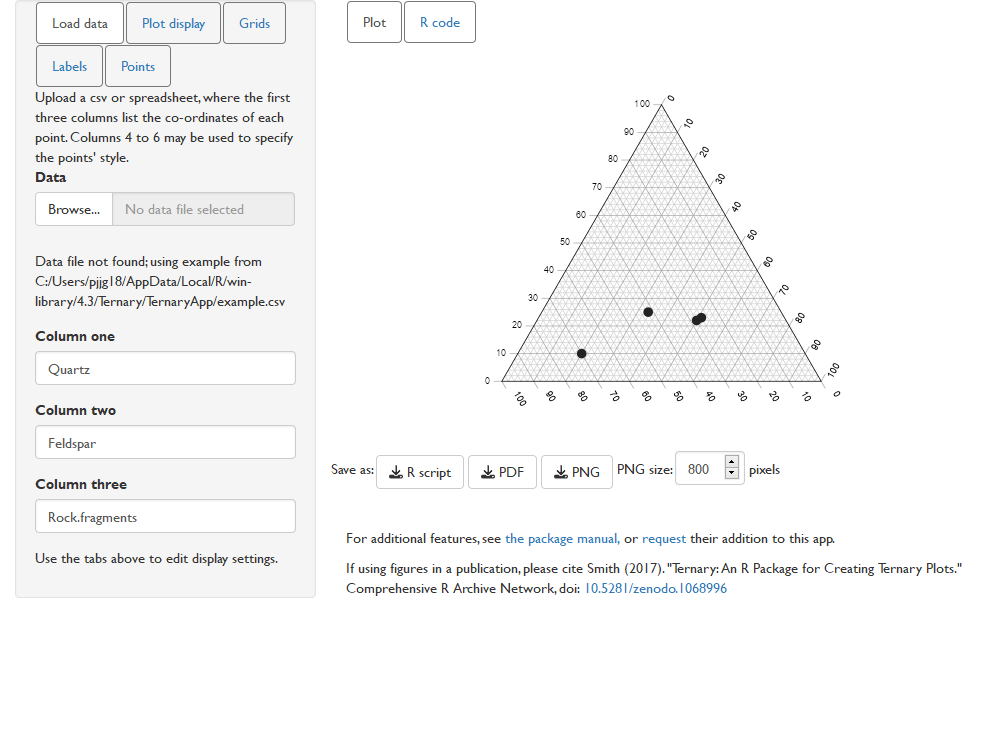 Load data
Plot display
Grids
Labels
Points
Upload a csv or spreadsheet, where the first
three columns list the co-ordinates of each
point. Columns 4 to 6 may be used to specify
the points' style.
Data
Browse...
No data file selected
Data file not found; using example from
C:/Users/pjjg18/AppData/Local/R/win-
library/4.3/Ternary/TernaryApp/example.csv
Column one
Quartz
Column two
Feldspar
Column three
Rock.fragments
Use the tabs above to edit display settings.
Plot
R code
100
90
80
70
60
50
40
30
20
10
0
0
10
20
30
40
50
60
70
80
90
100
100
90
80
70
60
50
40
30
20
10
0
Save as:
R script
PDF
PNG
PNG size:
800
pixels
For additional features, see the package manual, or request their addition to this app.
If using figures in a publication, please cite Smith (2017). "Ternary: An R Package for Creating Ternary Plots."
Comprehensive R Archive Network, doi: 10.5281/zenodo.1068996